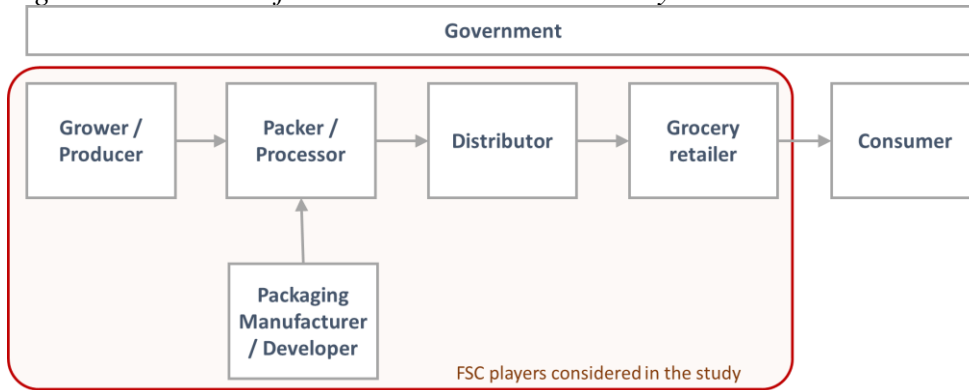 Government
Grower /
Producer
Packer /
Processor
Distributor
Grocery
retailer
Consumer
Packaging
Manufacturer
/ Developer
FSC players considered in the study